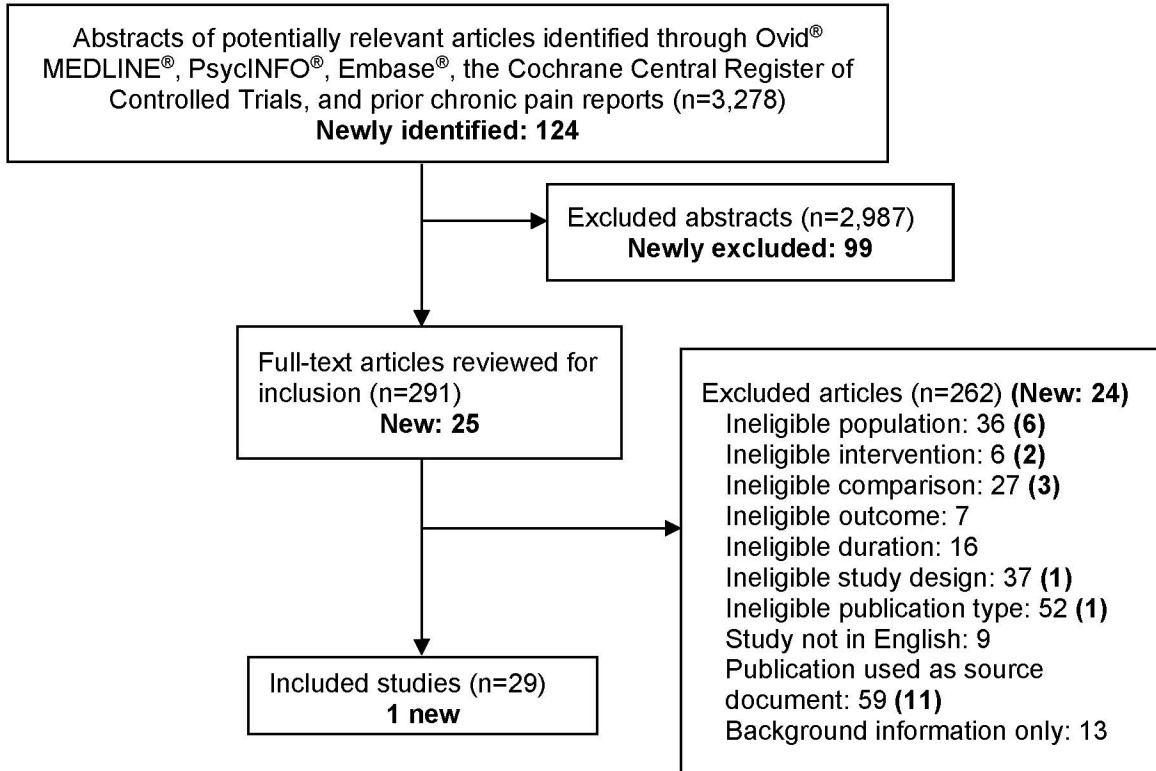 Abstracts of potentially relevant articles identified through Ovid®
MEDLINE®, PsycINFO®, Embase®, the Cochrane Central Register of
Controlled Trials, and prior chronic pain reports (n=3,278)
Newly identified: 124
Excluded abstracts (n=2,987)
Newly excluded: 99
Full-text articles reviewed for
inclusion (n=291)
New: 25
Excluded articles (n=262) (New: 24)
Ineligible population: 36 (6)
Ineligible intervention: 6 (2)
Ineligible comparison: 27 (3)
Ineligible outcome: 7
Ineligible duration: 16
Ineligible study design: 37 (1)
Ineligible publication type: 52 (1)
Study not in English: 9
Publication used as source
document: 59 (11)
Background information only: 13
Included studies (n=29)
1 new